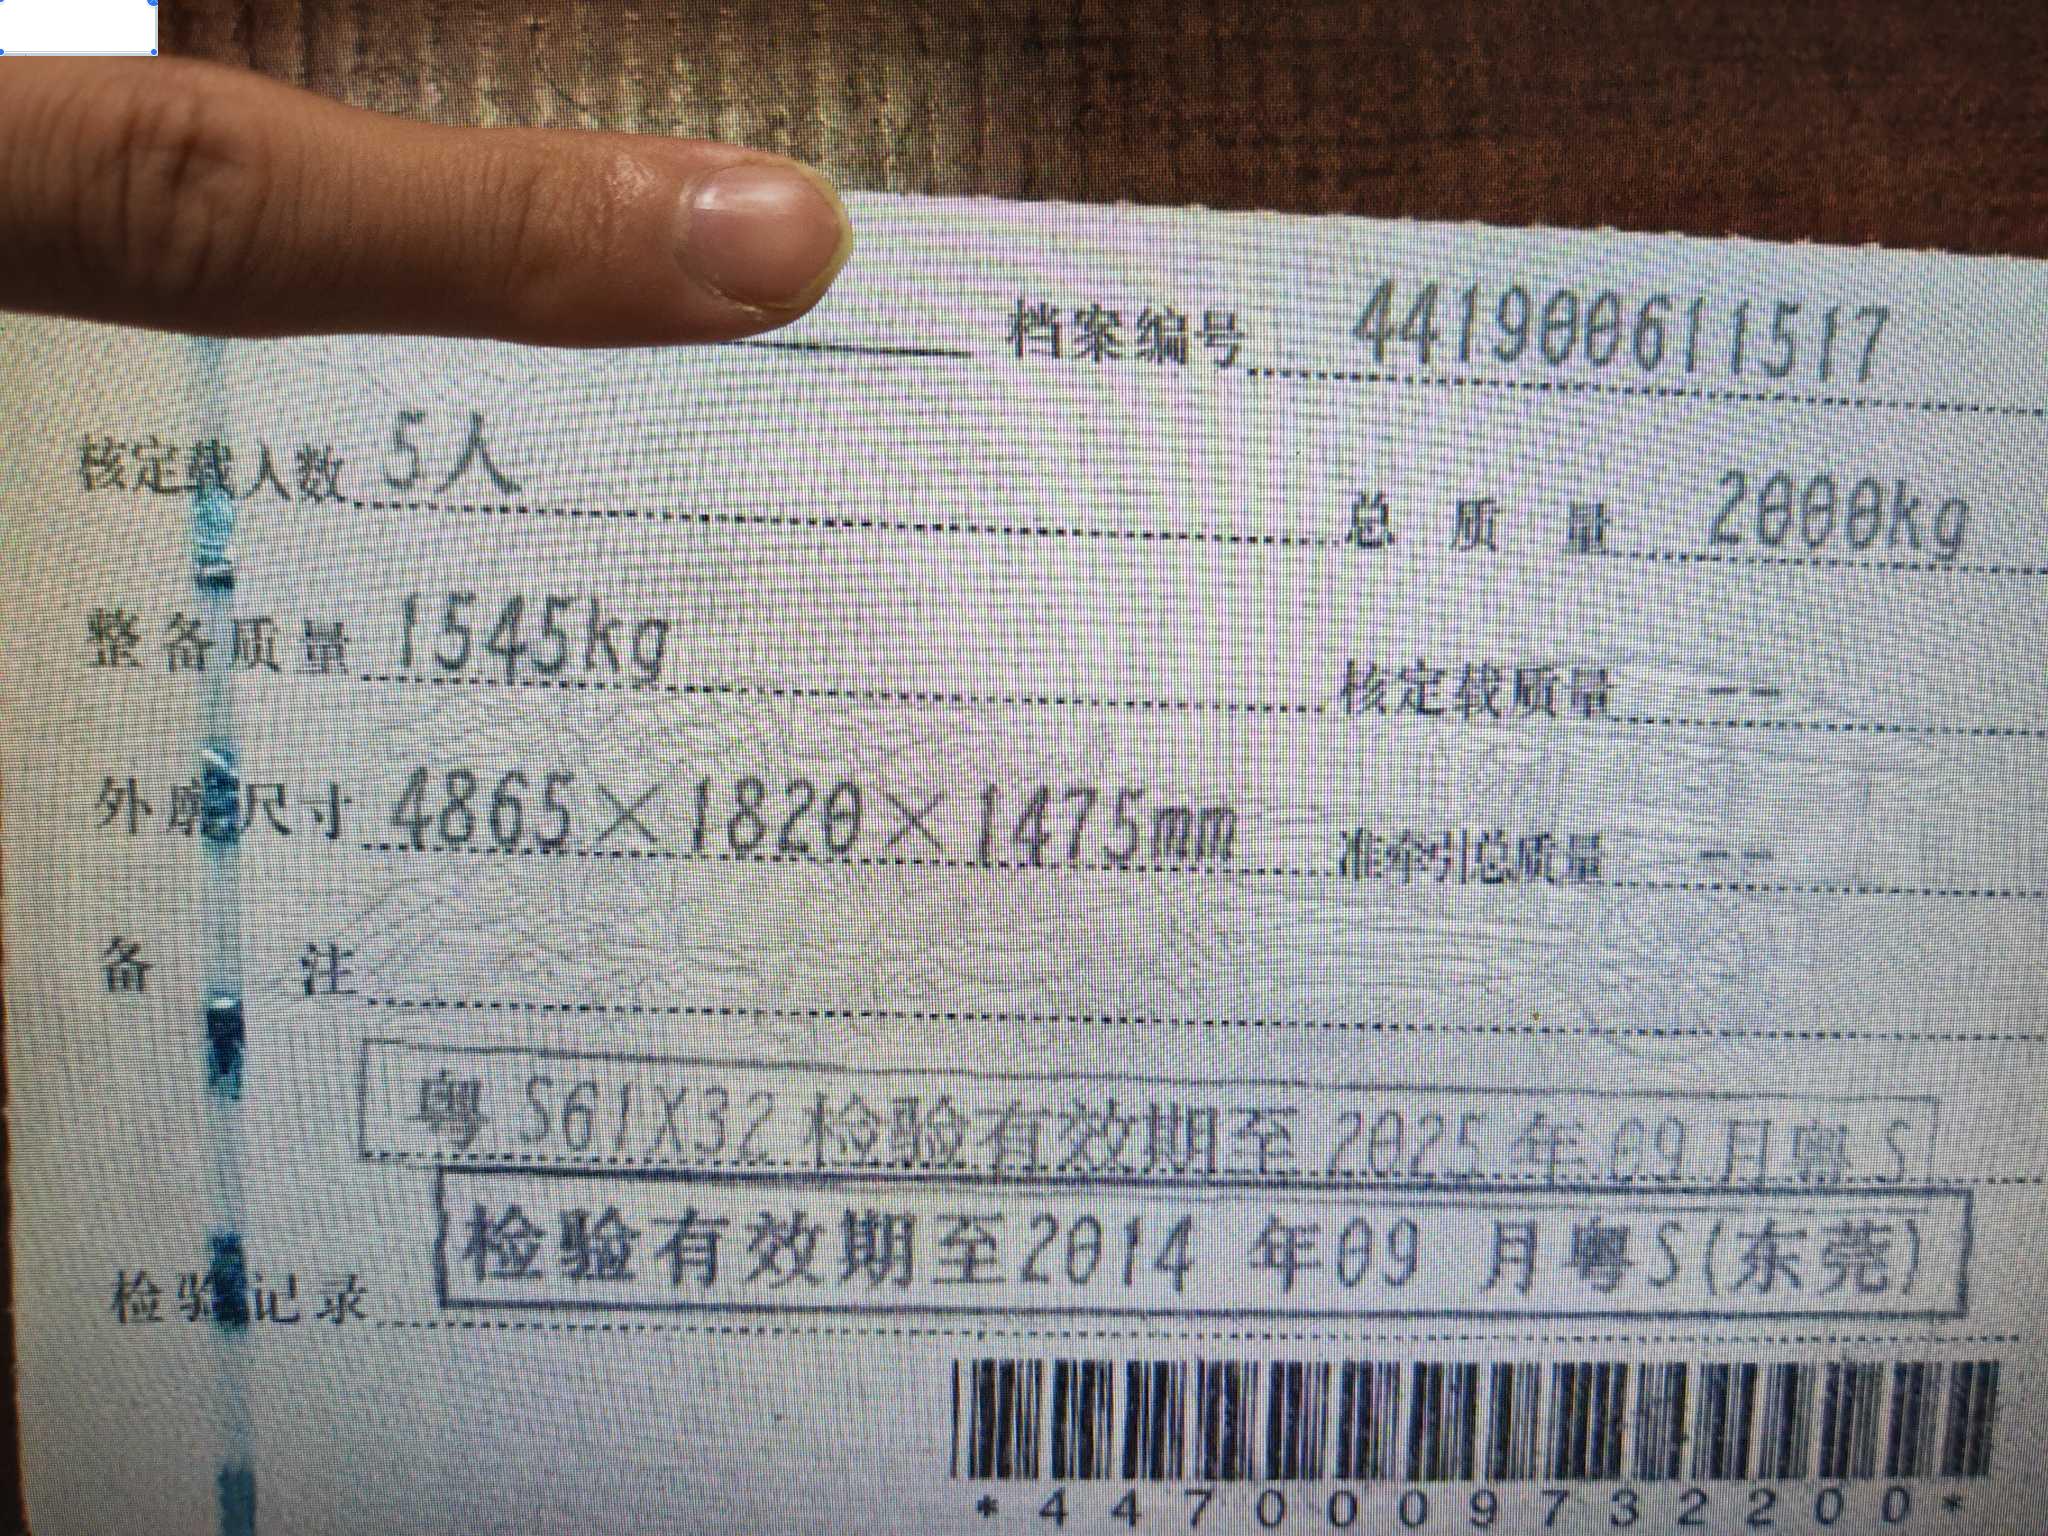 档案编号 441900611517
核定载人数 5人 总质量 2000kg
整备质量 1545kg 核定载质量 --
外廓尺寸 4865×1820×1475mm 准牵引总质量 --
备注
粤S61X32检验有效期至2025年09月粤S
检验有效期至2014年09月粤S(东莞)
检验记录
*4470009732200*